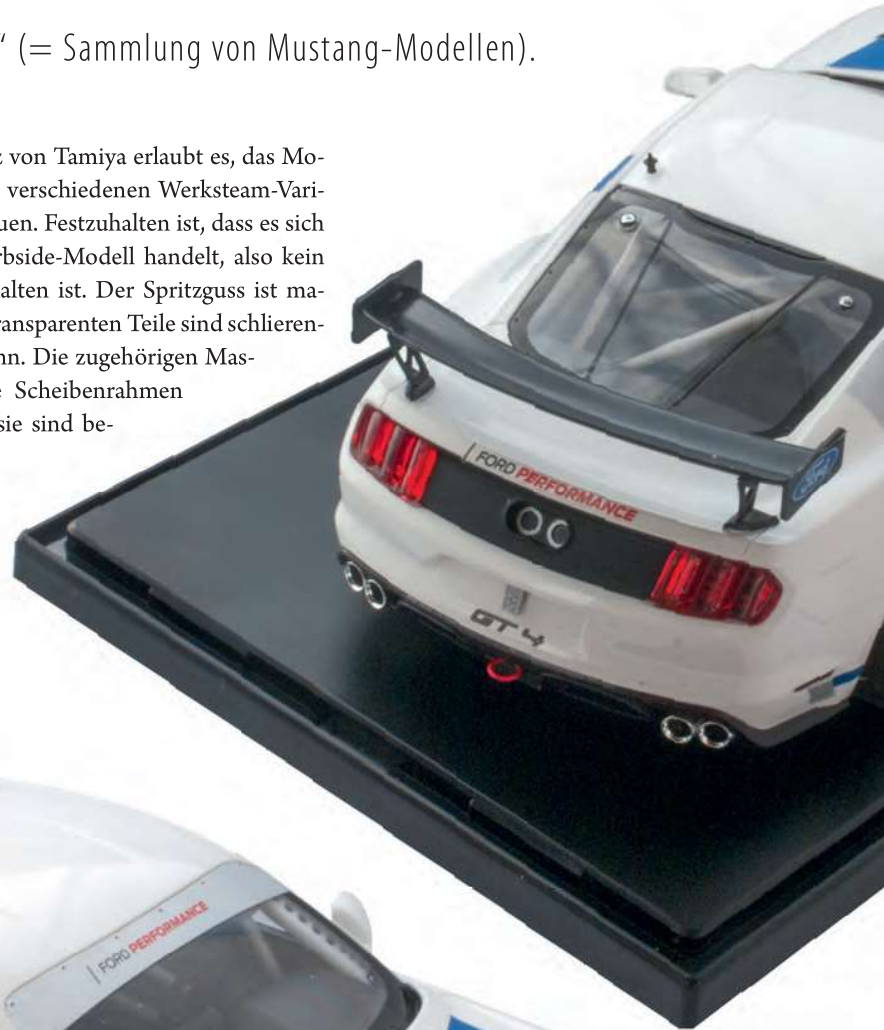 “ (= Sammlung von Mustang-Modellen).
z von Tamiya erlaubt es, das Mo-
verschiedenen Werksteam-Vari-
uen. Festzuhalten ist, dass es sich
rbside-Modell handelt, also kein
alten ist. Der Spritzguss ist ma-
ransparenten Teile sind schlieren-
nn. Die zugehörigen Mas-
e Scheibenrahmen
sie sind be-
| FORD PERFORMANCE
Ford
GT4
| FORD PERFORMANCE